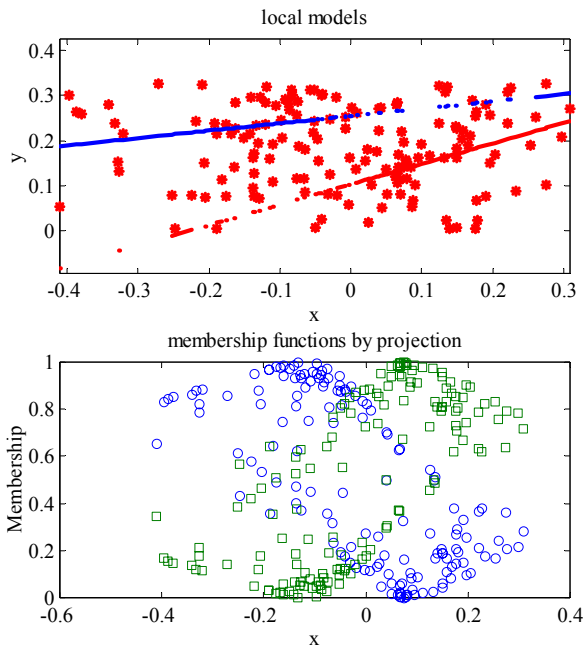 local models
0.4
0.3
0.2
0.1
0
y
-0.4 -0.3 -0.2 -0.1 0 0.1 0.2 0.3
x
membership functions by projection
1
0.8
0.6
0.4
0.2
0
Membership
-0.6 -0.4 -0.2 0 0.2 0.4
x